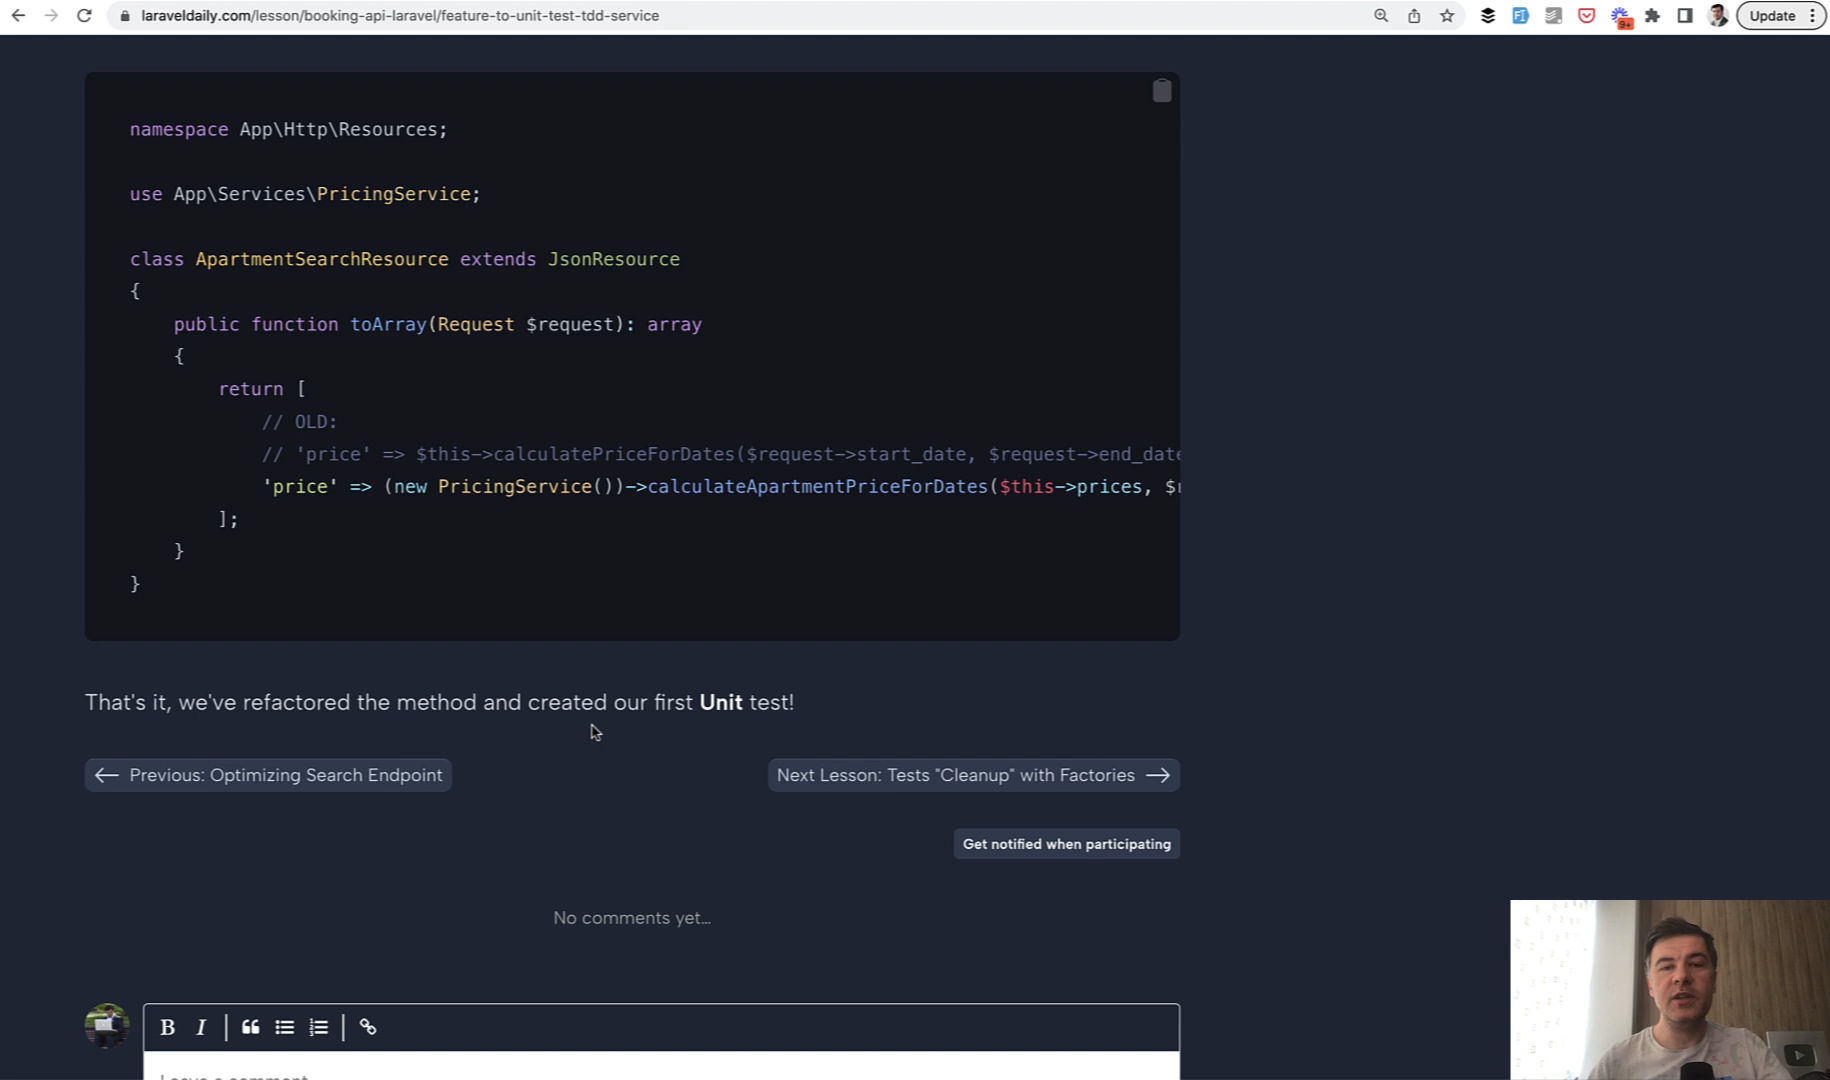 laraveldaily.com/lesson/booking-api-laravel/feature-to-unit-test-tdd-service
9+
Update
namespace App\Http\Resources;
use App\Services\PricingService;
class ApartmentSearchResource extends JsonResource
{
public function toArray(Request $request): array
{
return [
// OLD:
// 'price' => $this->calculatePriceForDates($request->start_date, $request->end_date
'price' => (new PricingService())->calculateApartmentPriceForDates($this->prices, $r
];
}
}
That's it, we've refactored the method and created our first Unit test!
← Previous: Optimizing Search Endpoint
Next Lesson: Tests "Cleanup" with Factories →
Get notified when participating
No comments yet...
B I
Leave a comment